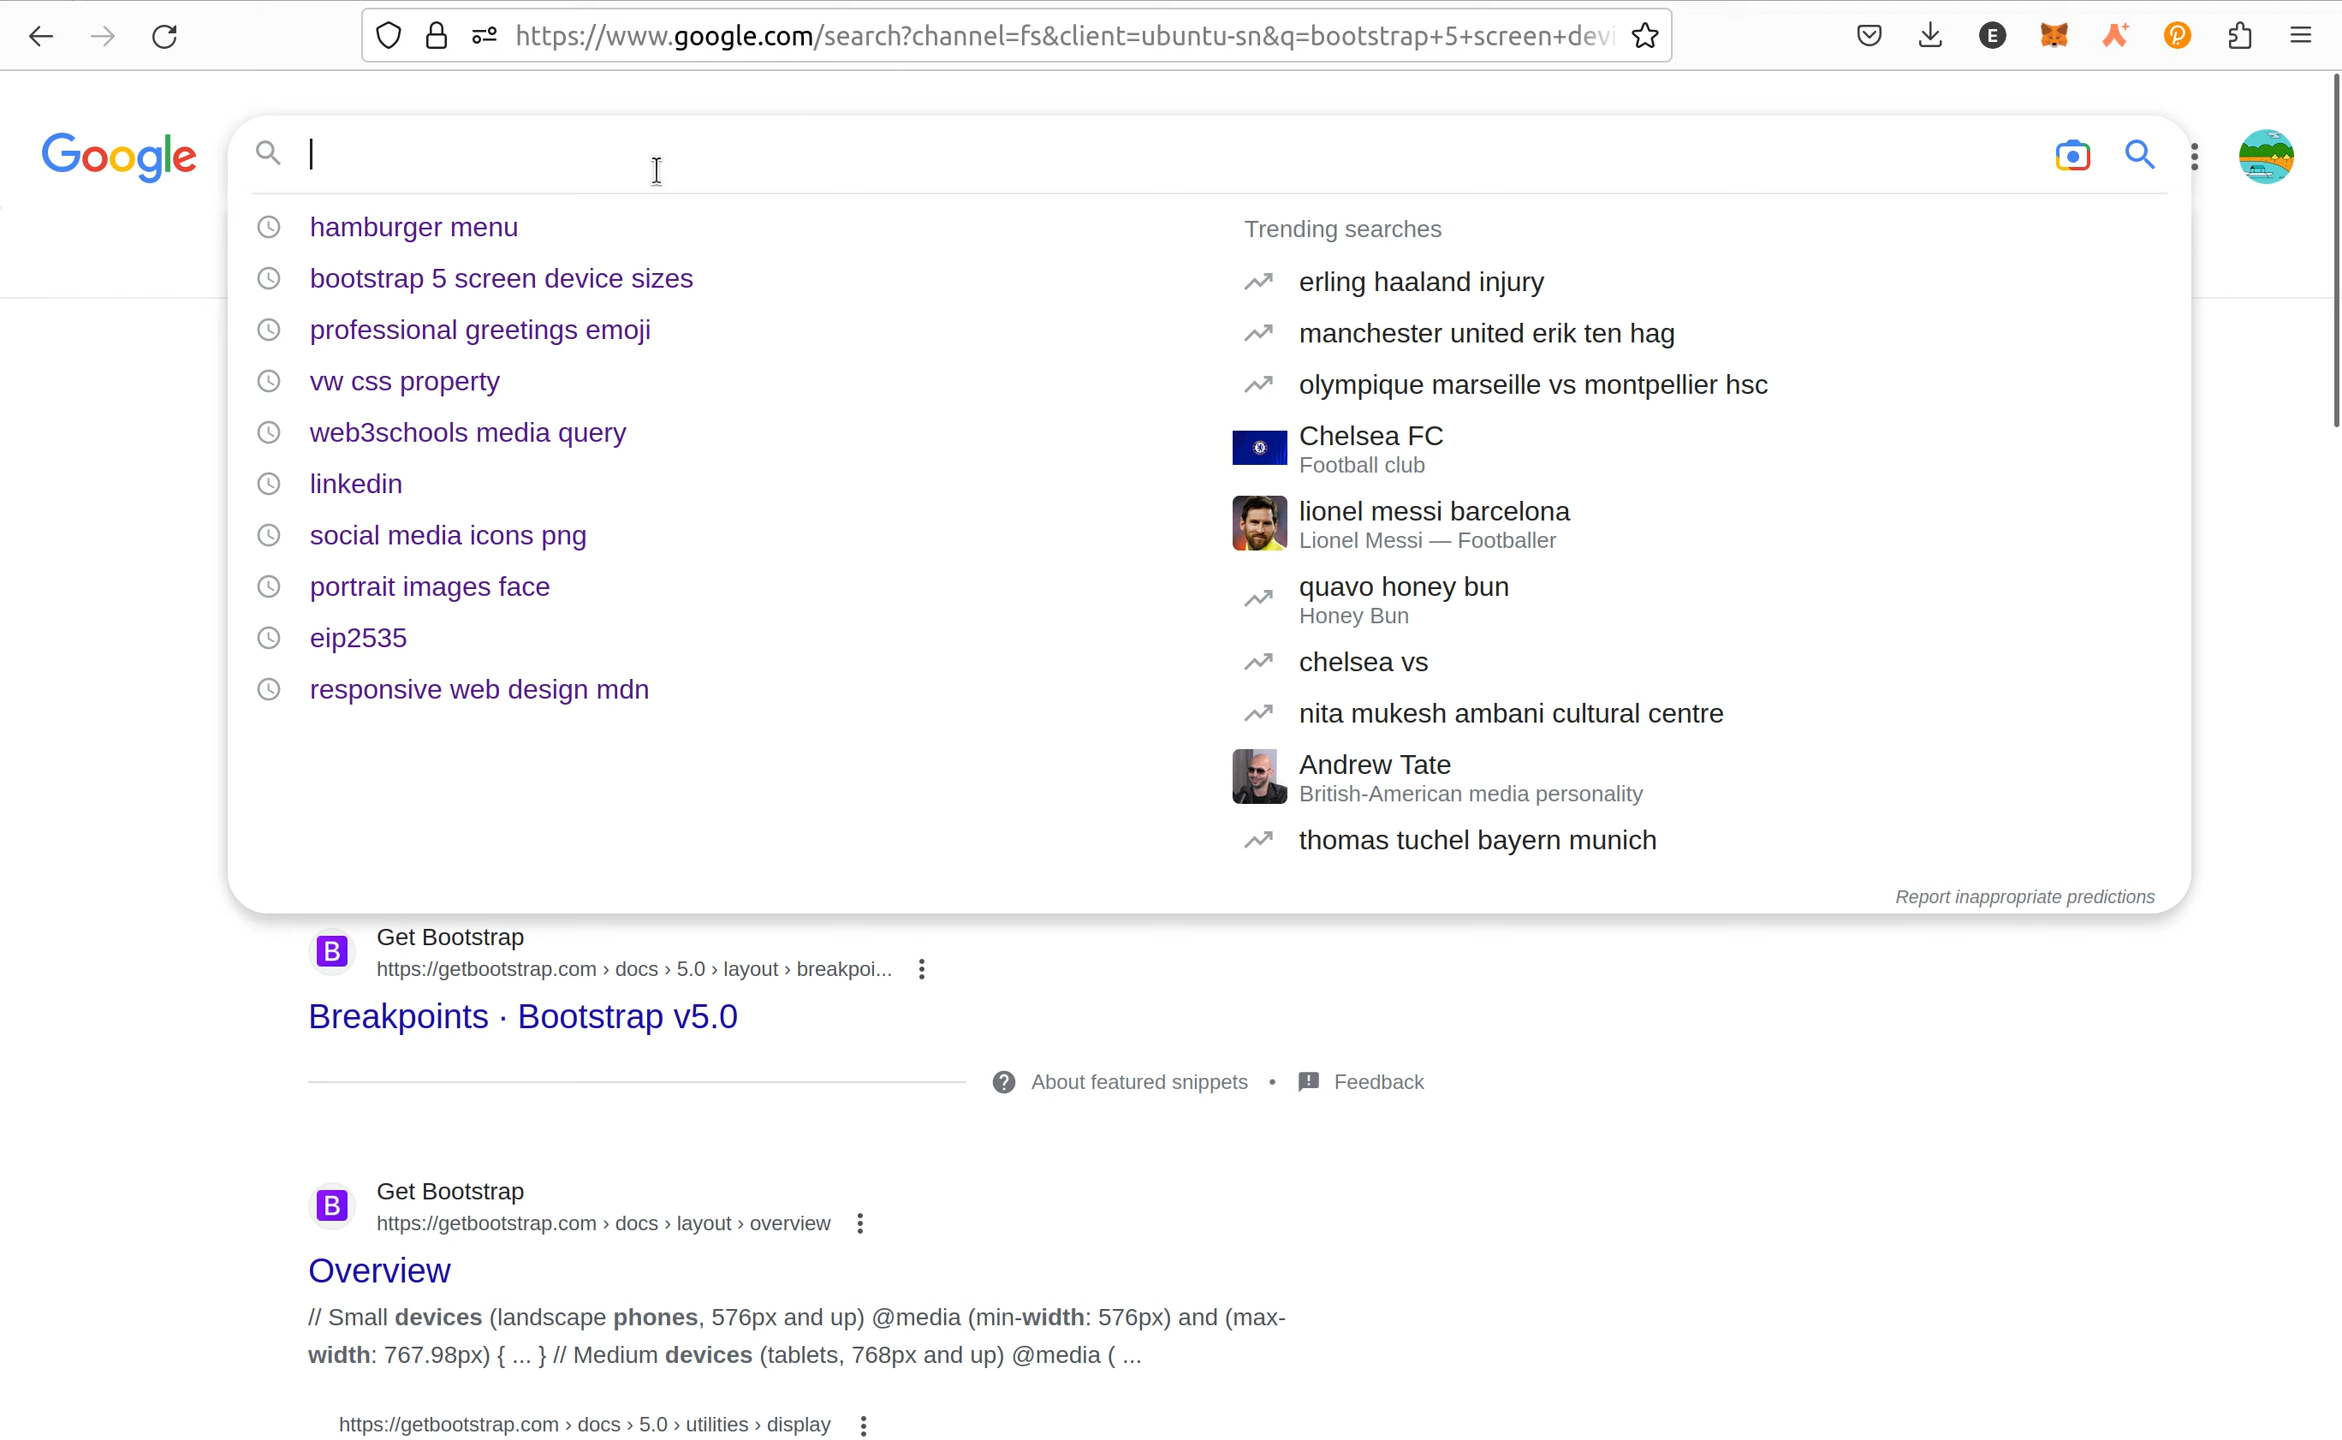 https://www.google.com/search?channel=fs&client=ubuntu-sn&q=bootstrap+5+screen+devi
E
Google
hamburger menu
bootstrap 5 screen device sizes
professional greetings emoji
vw css property
web3schools media query
linkedin
social media icons png
portrait images face
eip2535
responsive web design mdn
Trending searches
erling haaland injury
manchester united erik ten hag
olympique marseille vs montpellier hsc
Chelsea FC
Football club
lionel messi barcelona
Lionel Messi — Footballer
quavo honey bun
Honey Bun
chelsea vs
nita mukesh ambani cultural centre
Andrew Tate
British-American media personality
thomas tuchel bayern munich
Report inappropriate predictions
B
Get Bootstrap
https://getbootstrap.com › docs › 5.0 › layout › breakpoi...
Breakpoints · Bootstrap v5.0
About featured snippets • Feedback
B
Get Bootstrap
https://getbootstrap.com › docs › layout › overview
Overview
// Small devices (landscape phones, 576px and up) @media (min-width: 576px) and (max-
width: 767.98px) { ... } // Medium devices (tablets, 768px and up) @media ( ...
https://getbootstrap.com › docs › 5.0 › utilities › display